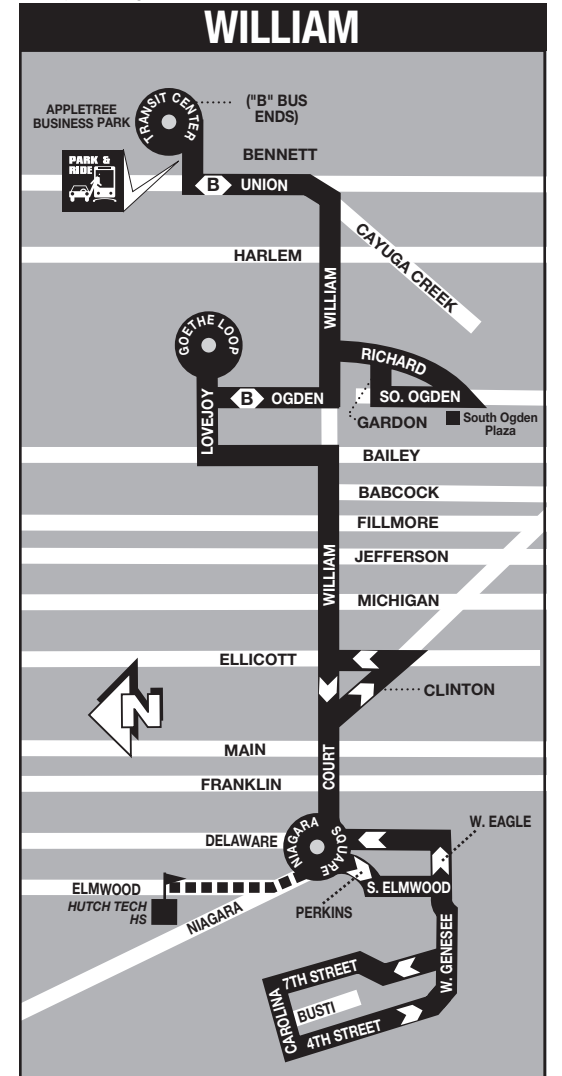 WILLIAM
APPLETREE
BUSINESS PARK
TRANSIT CENTER
("B" BUS
ENDS)
PARK &
RIDE
BENNETT
B
UNION
CAYUGA CREEK
HARLEM
WILLIAM
GOETHE LOOP
RICHARD
LOVEJOY
B
OGDEN
SO. OGDEN
GARDON
South Ogden
Plaza
BAILEY
BABCOCK
FILLMORE
WILLIAM
JEFFERSON
MICHIGAN
ELLICOTT
CLINTON
N
MAIN
COURT
FRANKLIN
NIAGARA
SQUARE
DELAWARE
W. EAGLE
ELMWOOD
HUTCH TECH
HS
S. ELMWOOD
PERKINS
NIAGARA
W. GENESEE
7TH STREET
CAROLINA
BUSTI
4TH STREET